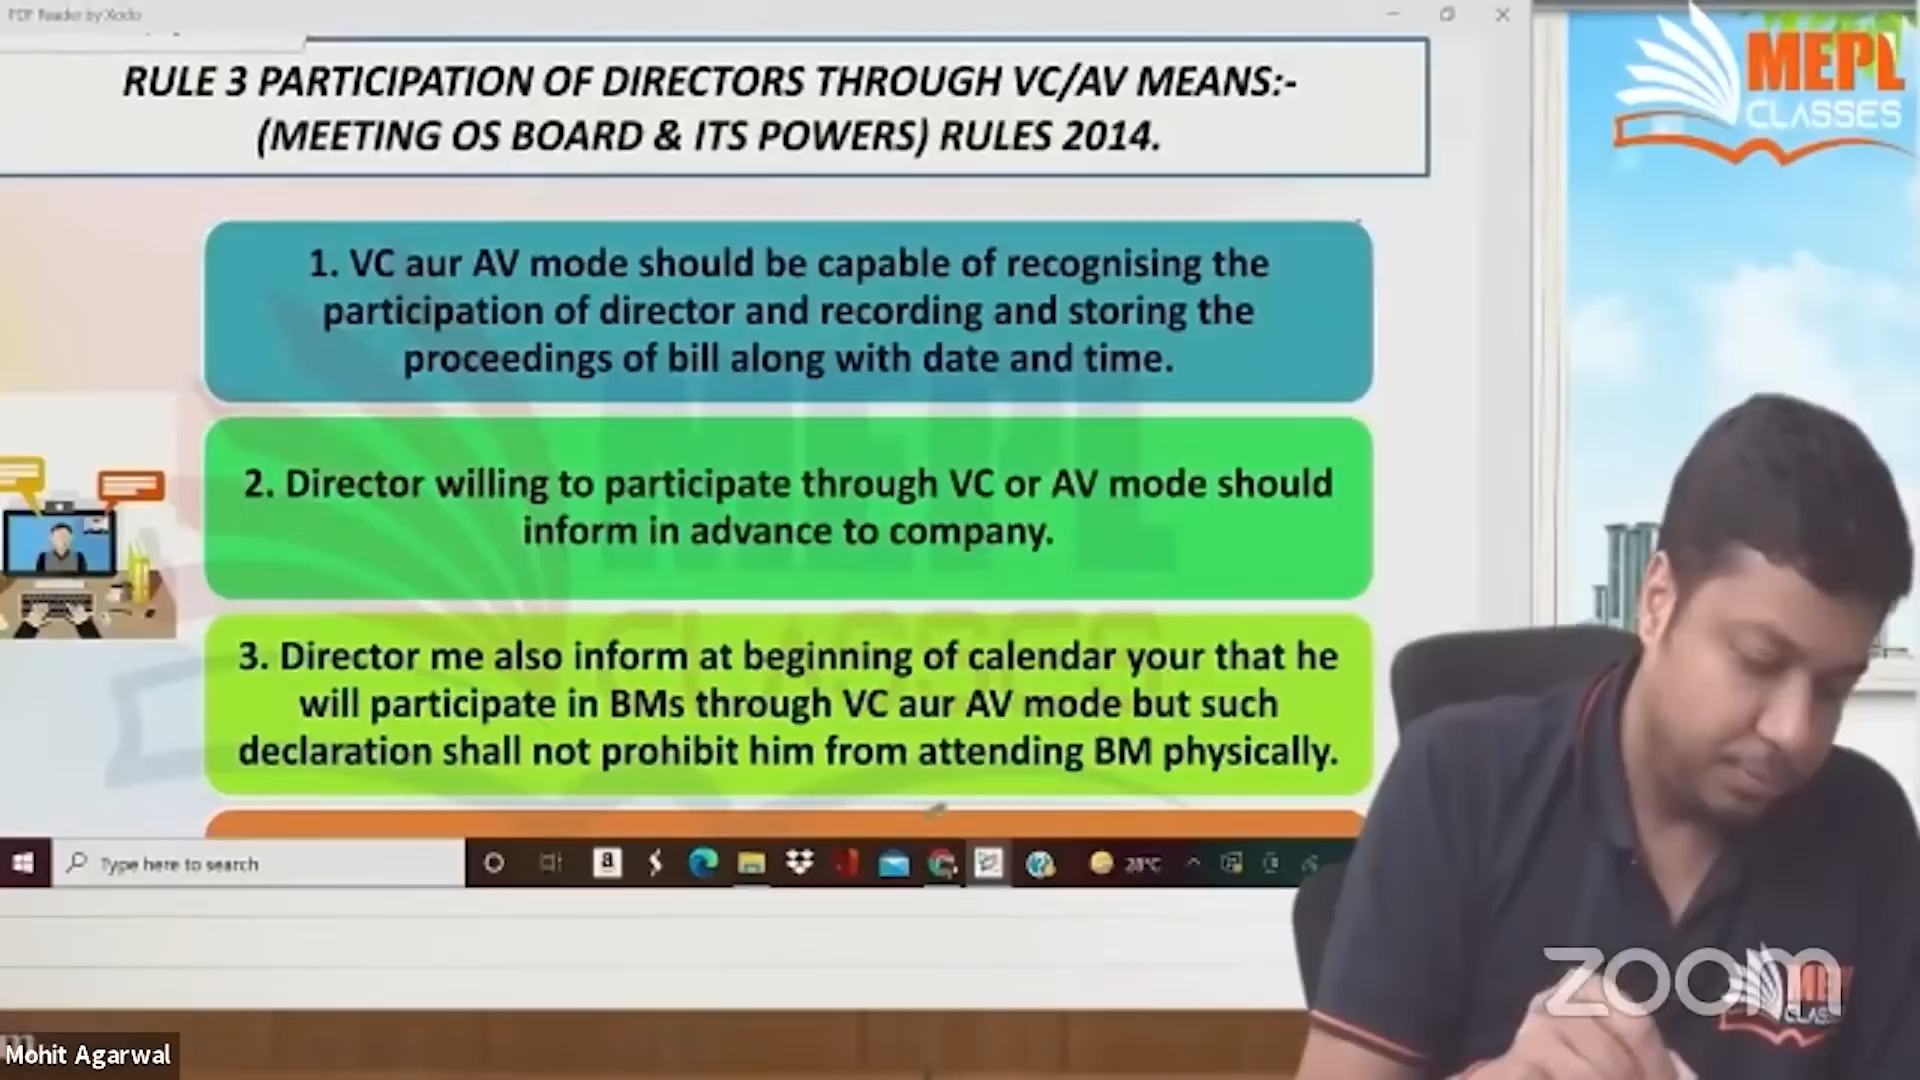 PDF Reader by Xodo
RULE 3 PARTICIPATION OF DIRECTORS THROUGH VC/AV MEANS:-
(MEETING OS BOARD & ITS POWERS) RULES 2014.
MEPL
CLASSES
1. VC aur AV mode should be capable of recognising the
participation of director and recording and storing the
proceedings of bill along with date and time.
2. Director willing to participate through VC or AV mode should
inform in advance to company.
3. Director me also inform at beginning of calendar your that he
will participate in BMs through VC aur AV mode but such
declaration shall not prohibit him from attending BM physically.
MEPL
CLASSES
Type here to search
a
28°C
zoom
Mohit Agarwal